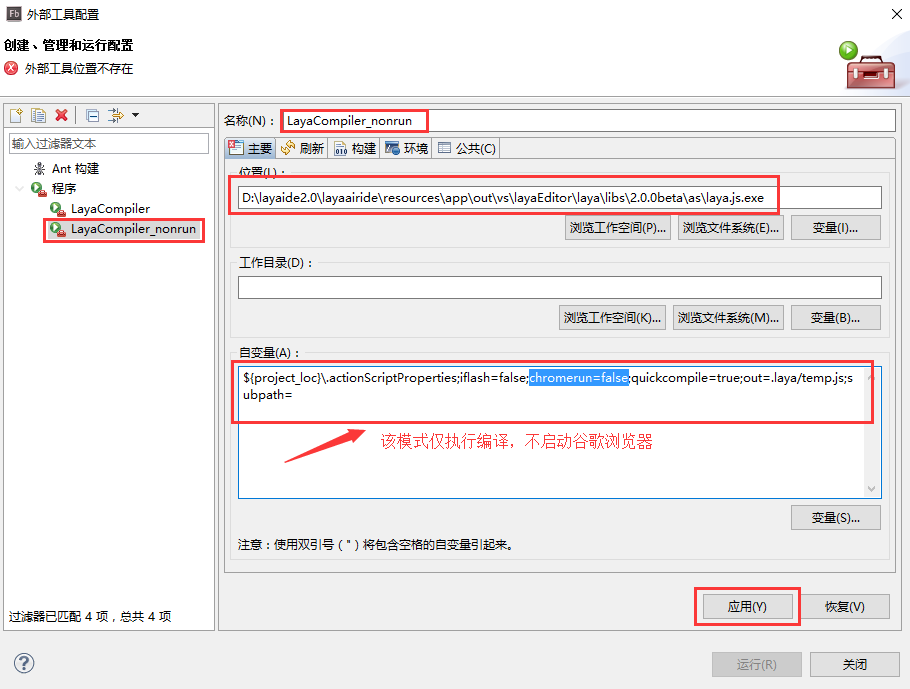 Fb 外部工具配置
创建、管理和运行配置
外部工具位置不存在
输入过滤器文本
Ant 构建
程序
LayaCompiler
LayaCompiler_nonrun
过滤器已匹配 4 项，总共 4 项
名称(N)： LayaCompiler_nonrun
主要 刷新 构建 环境 公共(C)
位置(L)：
D:\layaide2.0\layaairide\resources\app\out\vs\layaEditor\laya\libs\2.0.0beta\as\laya.js.exe
浏览工作空间(P)... 浏览文件系统(E)... 变量(I)...
工作目录(D)：
浏览工作空间(K)... 浏览文件系统(M)... 变量(B)...
自变量(A)：
${project_loc}\.actionScriptProperties;iflash=false;chromerun=false;quickcompile=true;out=.laya/temp.js;s
ubpath=
该模式仅执行编译，不启动谷歌浏览器
变量(S)...
注意：使用双引号 (") 将包含空格的自变量引起来。
应用(Y) 恢复(V)
? 运行(R) 关闭